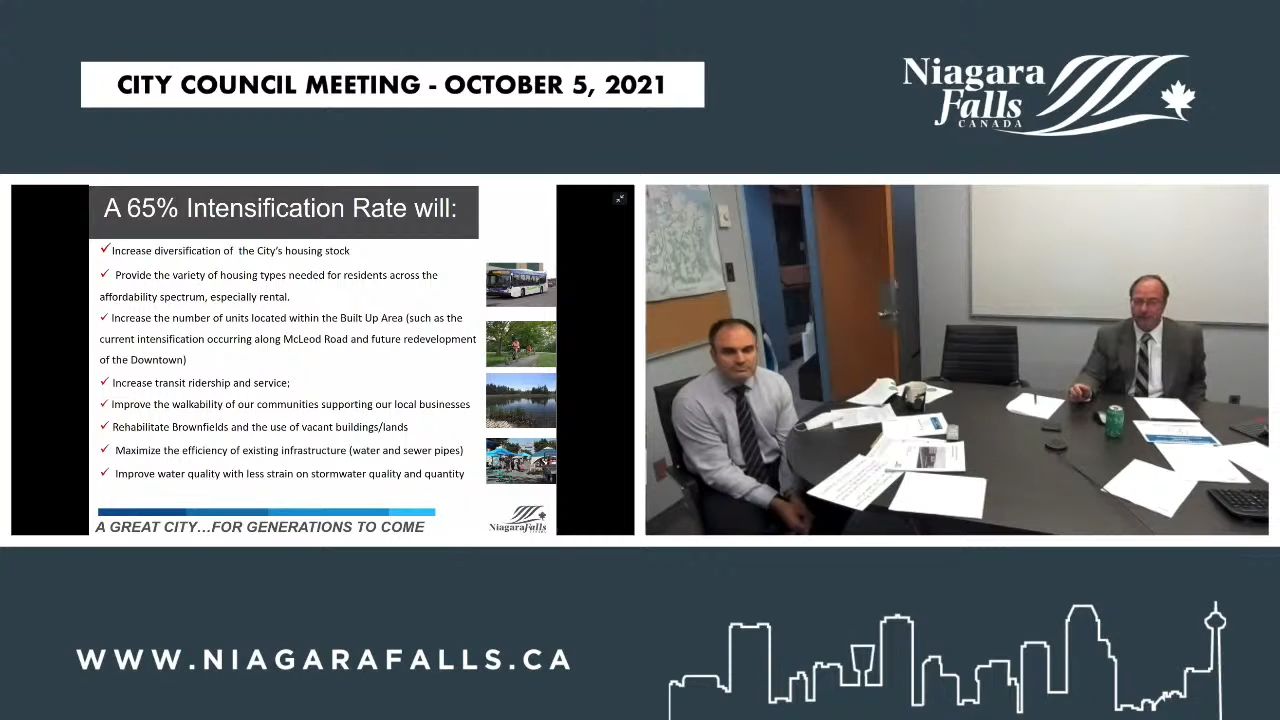 CITY COUNCIL MEETING - OCTOBER 5, 2021
Niagara
Falls
CANADA
A 65% Intensification Rate will:
Increase diversification of the City's housing stock
Provide the variety of housing types needed for residents across the
affordability spectrum, especially rental.
Increase the number of units located within the Built Up Area (such as the
current intensification occurring along McLeod Road and future redevelopment
of the Downtown)
Increase transit ridership and service;
Improve the walkability of our communities supporting our local businesses
Rehabilitate Brownfields and the use of vacant buildings/lands
Maximize the efficiency of existing infrastructure (water and sewer pipes)
Improve water quality with less strain on stormwater quality and quantity
A GREAT CITY...FOR GENERATIONS TO COME
Niagara Falls
WWW.NIAGARAFALLS.CA